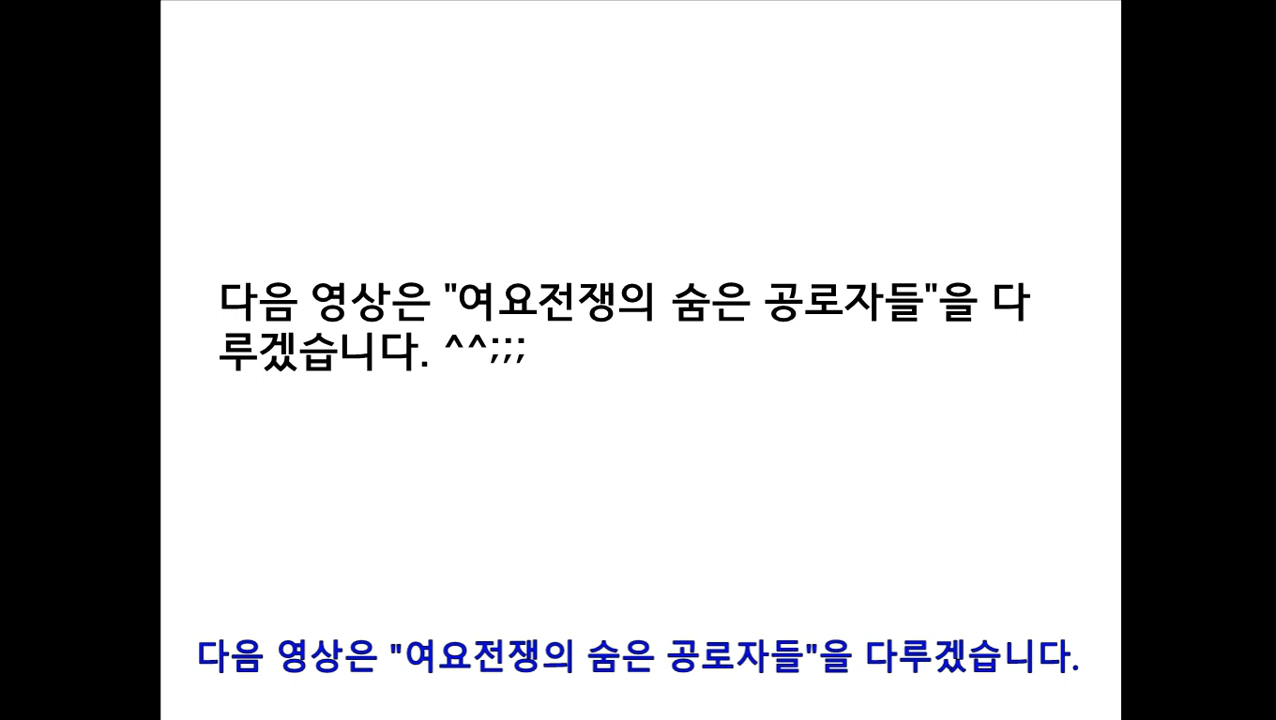 다음 영상은 "여요전쟁의 숨은 공로자들"을 다
루겠습니다. ^^;;;
다음 영상은 "여요전쟁의 숨은 공로자들"을 다루겠습니다.